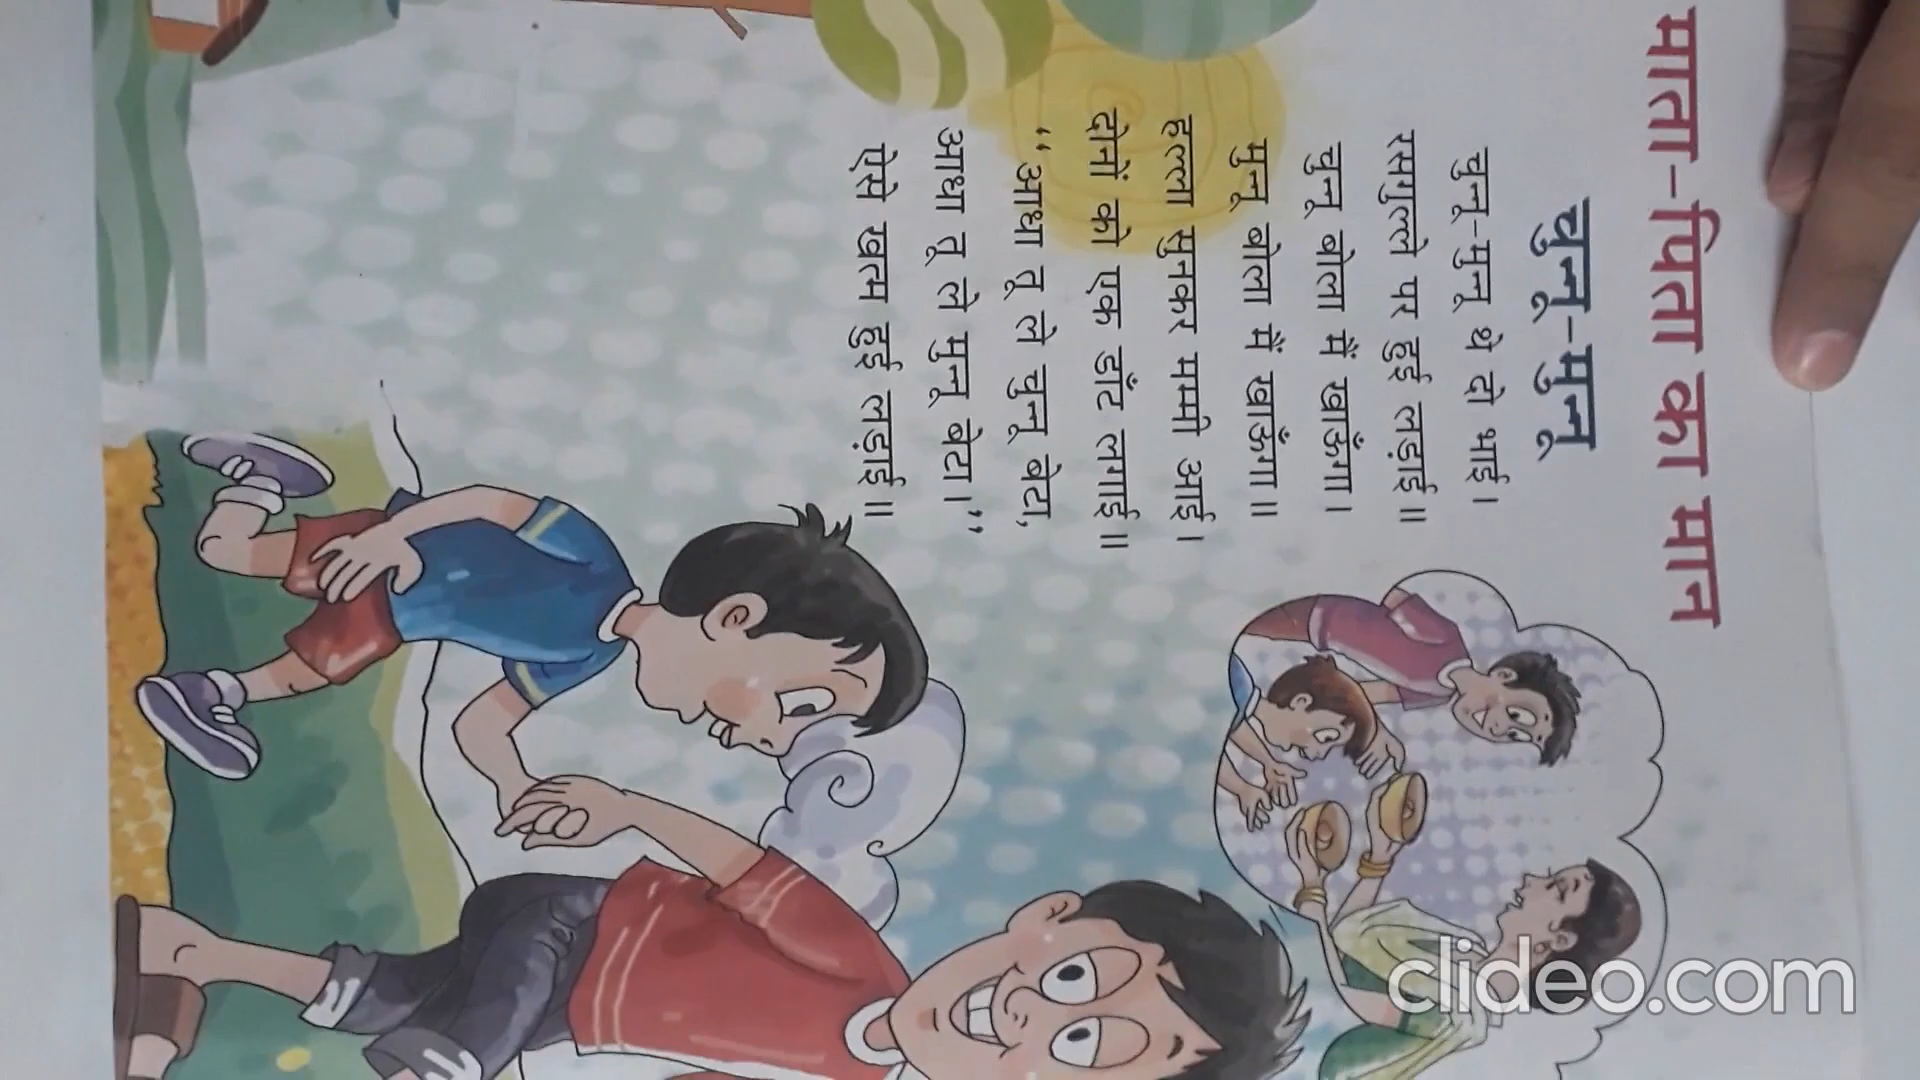 माता-पिता का मान
चुन्नू-मुन्नू
चुन्नू-मुन्नू थे दो भाई।
रसगुल्ले पर हुई लड़ाई॥
चुन्नू बोला मैं खाऊँगा।
मुन्नू बोला मैं खाऊँगा॥
हल्ला सुनकर मम्मी आई।
दोनों को एक डाँट लगाई॥
“आधा तू ले चुन्नू बेटा,
आधा तू ले मुन्नू बेटा।”
ऐसे खत्म हुई लड़ाई॥
clideo.com